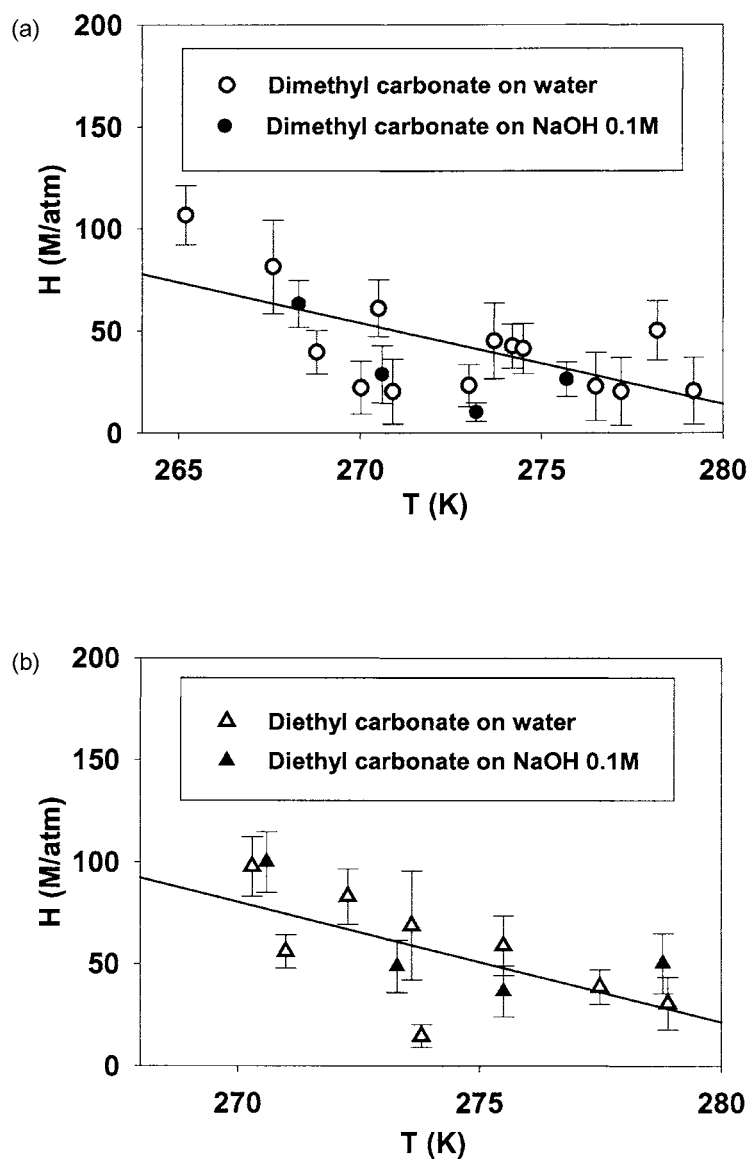 (a)
200
150
100
50
0
H (M/atm)
Dimethyl carbonate on water
Dimethyl carbonate on NaOH 0.1M
265
270
275
280
T (K)
(b)
200
150
100
50
0
H (M/atm)
Diethyl carbonate on water
Diethyl carbonate on NaOH 0.1M
270
275
280
T (K)